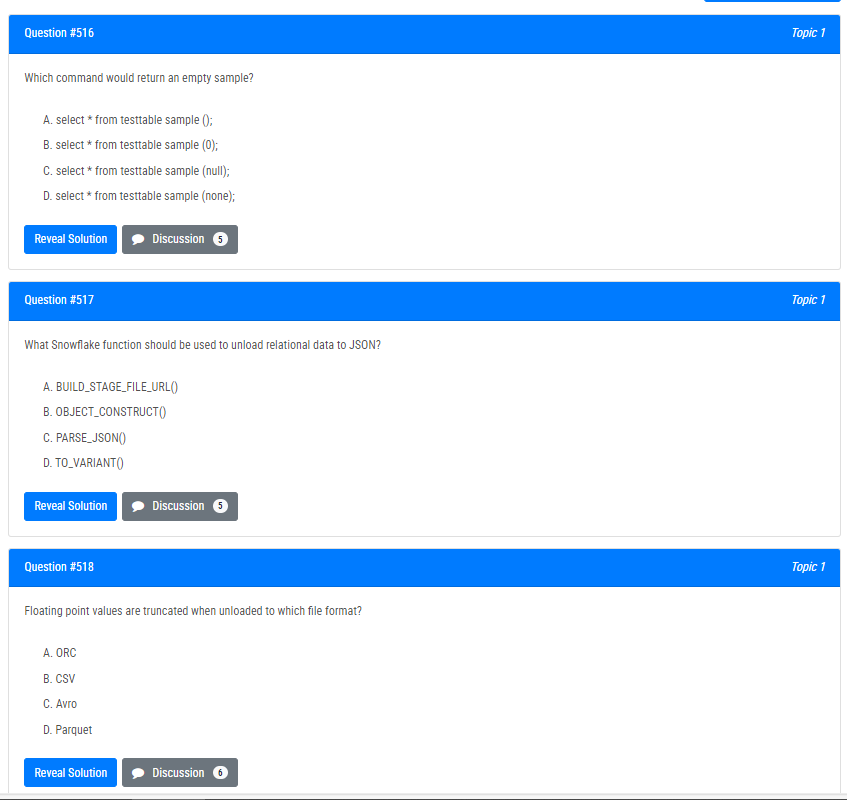 Question #516 Topic 1
Which command would return an empty sample?
A. select * from testtable sample ();
B. select * from testtable sample (0);
C. select * from testtable sample (null);
D. select * from testtable sample (none);
Reveal Solution Discussion 5
Question #517 Topic 1
What Snowflake function should be used to unload relational data to JSON?
A. BUILD_STAGE_FILE_URL()
B. OBJECT_CONSTRUCT()
C. PARSE_JSON()
D. TO_VARIANT()
Reveal Solution Discussion 5
Question #518 Topic 1
Floating point values are truncated when unloaded to which file format?
A. ORC
B. CSV
C. Avro
D. Parquet
Reveal Solution Discussion 6